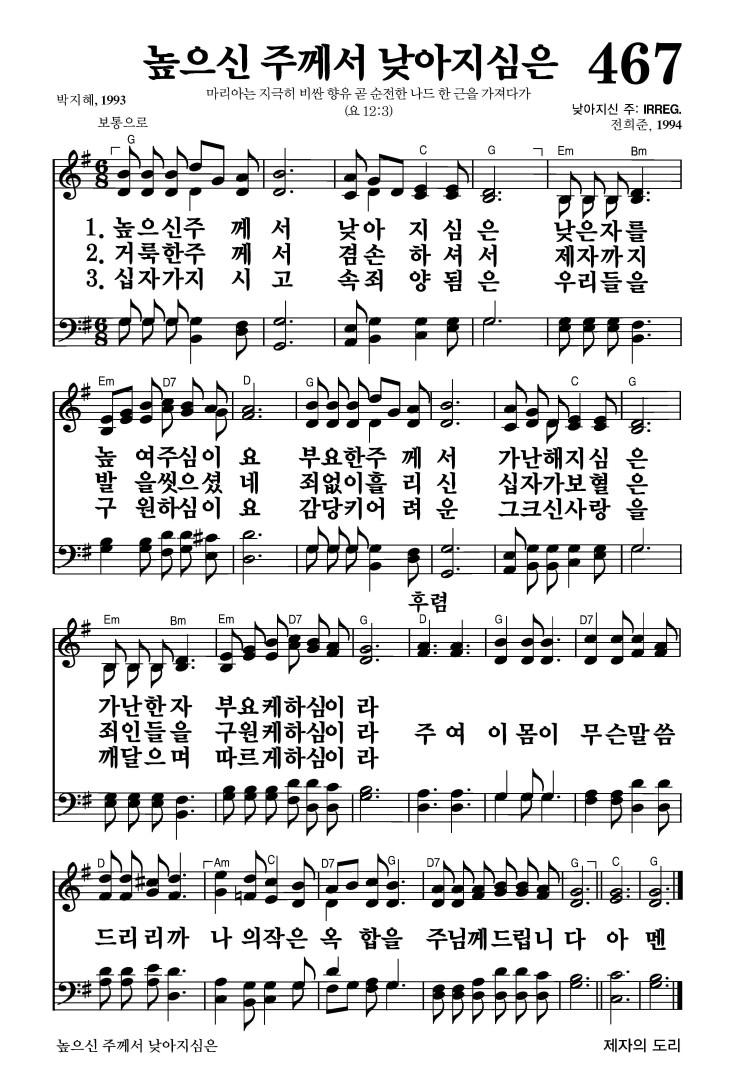 높으신 주께서 낮아지심은 467
박지혜, 1993
마리아는 지극히 비싼 향유 곧 순전한 나드 한 근을 가져다가
(요 12:3)
낮아지신 주: IRREG.
전희준, 1994
보통으로
G C G Em Bm
1. 높으신주 께 서 낮아 지 심 은 낮은자를
2. 거룩한주 께 서 겸손 하 셔 서 제자까지
3. 십자가지 시 고 속죄 양 됨 은 우리들을
Em D7 D G C G
높 여주심이 요 부요한주 께 서 가난해지심 은
발 을씻으셨 네 죄없이흘 리 신 십자가보혈 은
구 원하심이 요 감당키어 려 운 그크신사랑 을
후렴
Em Bm Em D7 G D G D7
가난한자 부요케하심이 라
죄인들을 구원케하심이 라 주 여 이 몸이 무슨말 씀
깨달으며 따르게하심이 라
D Am C D7 G D7 G C G
드리리까 나 의작은 옥 합을 주님께드립니 다 아 멘
높으신 주께서 낮아지심은
제자의 도리